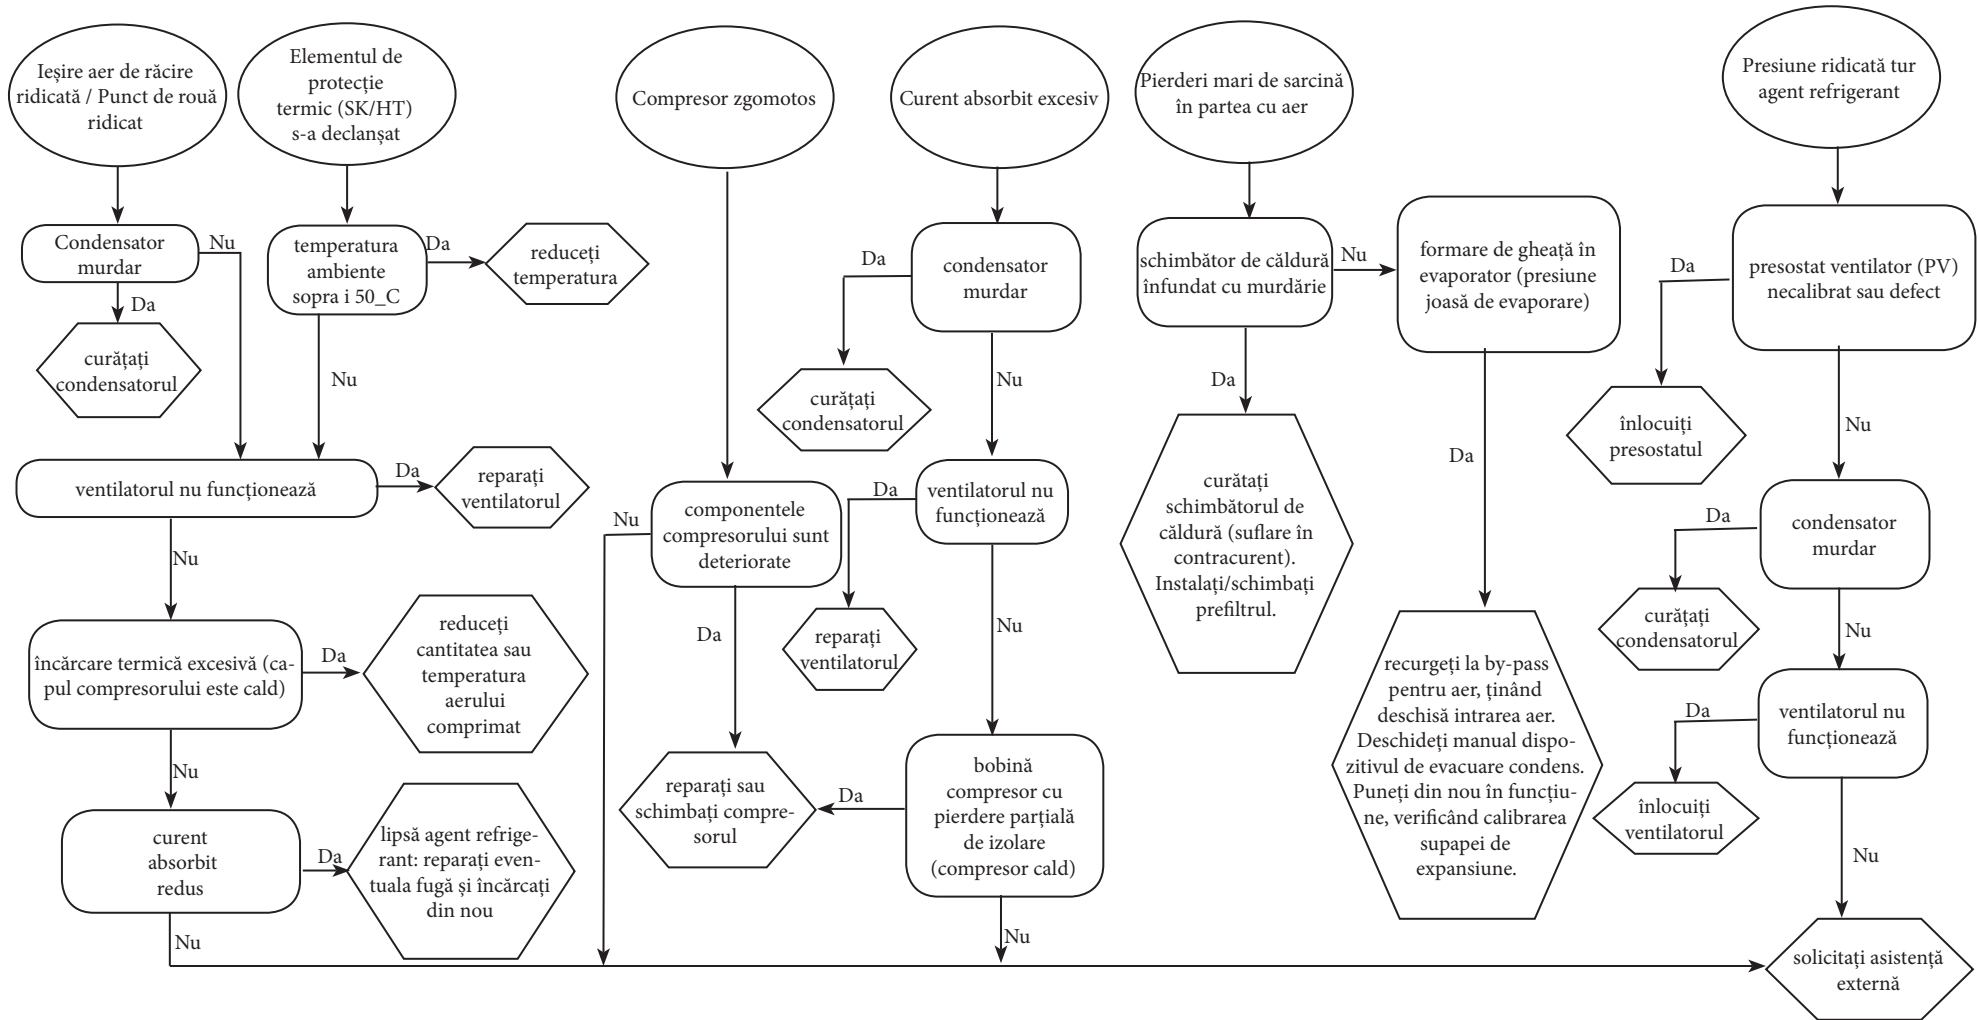 Ieșire aer de răcire
ridicată / Punct de rouă
ridicat
Elementul de
protecție
termic (SK/HT)
s-a declanșat
Compresor zgomotos
Curent absorbit excesiv
Pierderi mari de sarcină
în partea cu aer
Presiune ridicată tur
agent refrigerant
Condensator
murdar
Nu
Da
curățați
condensatorul
temperatura
ambiente
sopra i 50_C
Da
reduceți
temperatura
Nu
ventilatorul nu funcționează
Da
reparați
ventilatorul
Nu
încărcare termică excesivă (ca-
pul compresorului este cald)
Da
reduceți
cantitatea sau
temperatura
aerului
comprimat
Nu
curent
absorbit
redus
Da
lipsă agent refrige-
rant: reparați even-
tuala fugă și încărcați
din nou
Nu
componentele
compresorului sunt
deteriorate
Nu
Da
reparați sau
schimbați compre-
sorul
condensator
murdar
Da
curățați
condensatorul
Nu
ventilatorul nu
funcționează
Da
reparați
ventilatorul
Nu
bobină
compresor cu
pierdere parțială
de izolare
(compresor cald)
Da
Nu
schimbător de căldură
înfundat cu murdărie
Nu
Da
curătați
schimbătorul de
căldură (suflare în
contracurent).
Instalați/schimbați
prefiltrul.
formare de gheață în
evaporator (presiune
joasă de evaporare)
Da
recurgeți la by-pass
pentru aer, ținând
deschisă intrarea aer.
Deschideți manual dispo-
zitivul de evacuare condens.
Puneți din nou în funcțiu-
ne, verificând calibrarea
supapei de
expansiune.
presostat ventilator (PV)
necalibrat sau defect
Da
înlocuiți
presostatul
Nu
condensator
murdar
Da
curățați
condensatorul
Nu
ventilatorul nu
funcționează
Da
înlocuiți
ventilatorul
Nu
solicitați asistență
externă